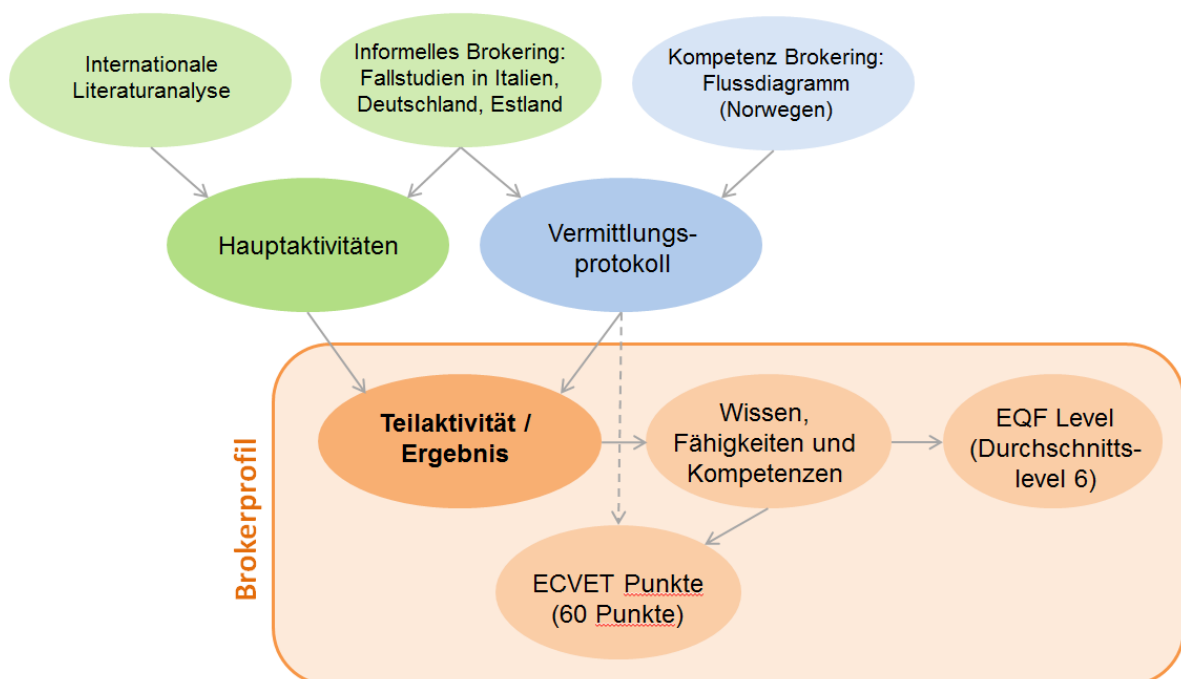 Internationale
Literaturanalyse
Informelles Brokering:
Fallstudien in Italien,
Deutschland, Estland
Kompetenz Brokering:
Flussdiagramm
(Norwegen)
Hauptaktivitäten
Vermittlungs-
protokoll
Brokerprofil
Teilaktivität /
Ergebnis
Wissen,
Fähigkeiten und
Kompetenzen
EQF Level
(Durchschnitts-
level 6)
ECVET Punkte
(60 Punkte)